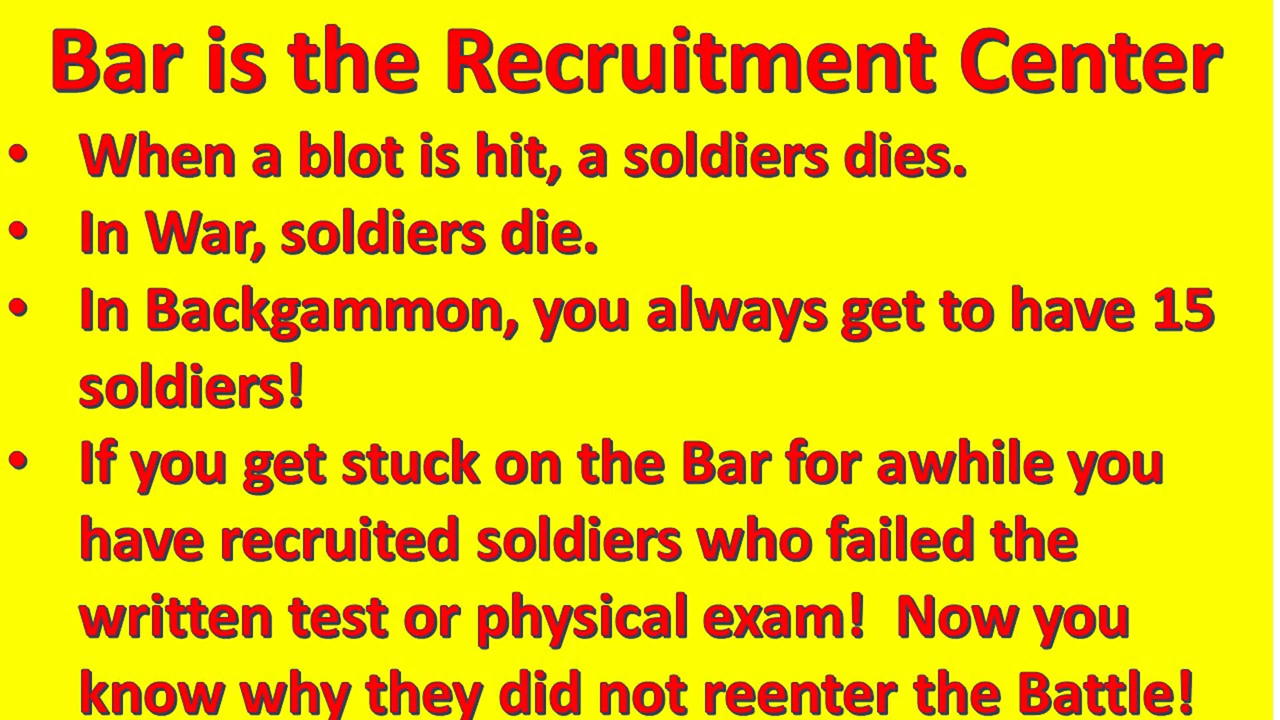 Bar is the Recruitment Center
• When a blot is hit, a soldiers dies.
• In War, soldiers die.
• In Backgammon, you always get to have 15
soldiers!
• If you get stuck on the Bar for awhile you
have recruited soldiers who failed the
written test or physical exam!  Now you
know why they did not reenter the Battle!